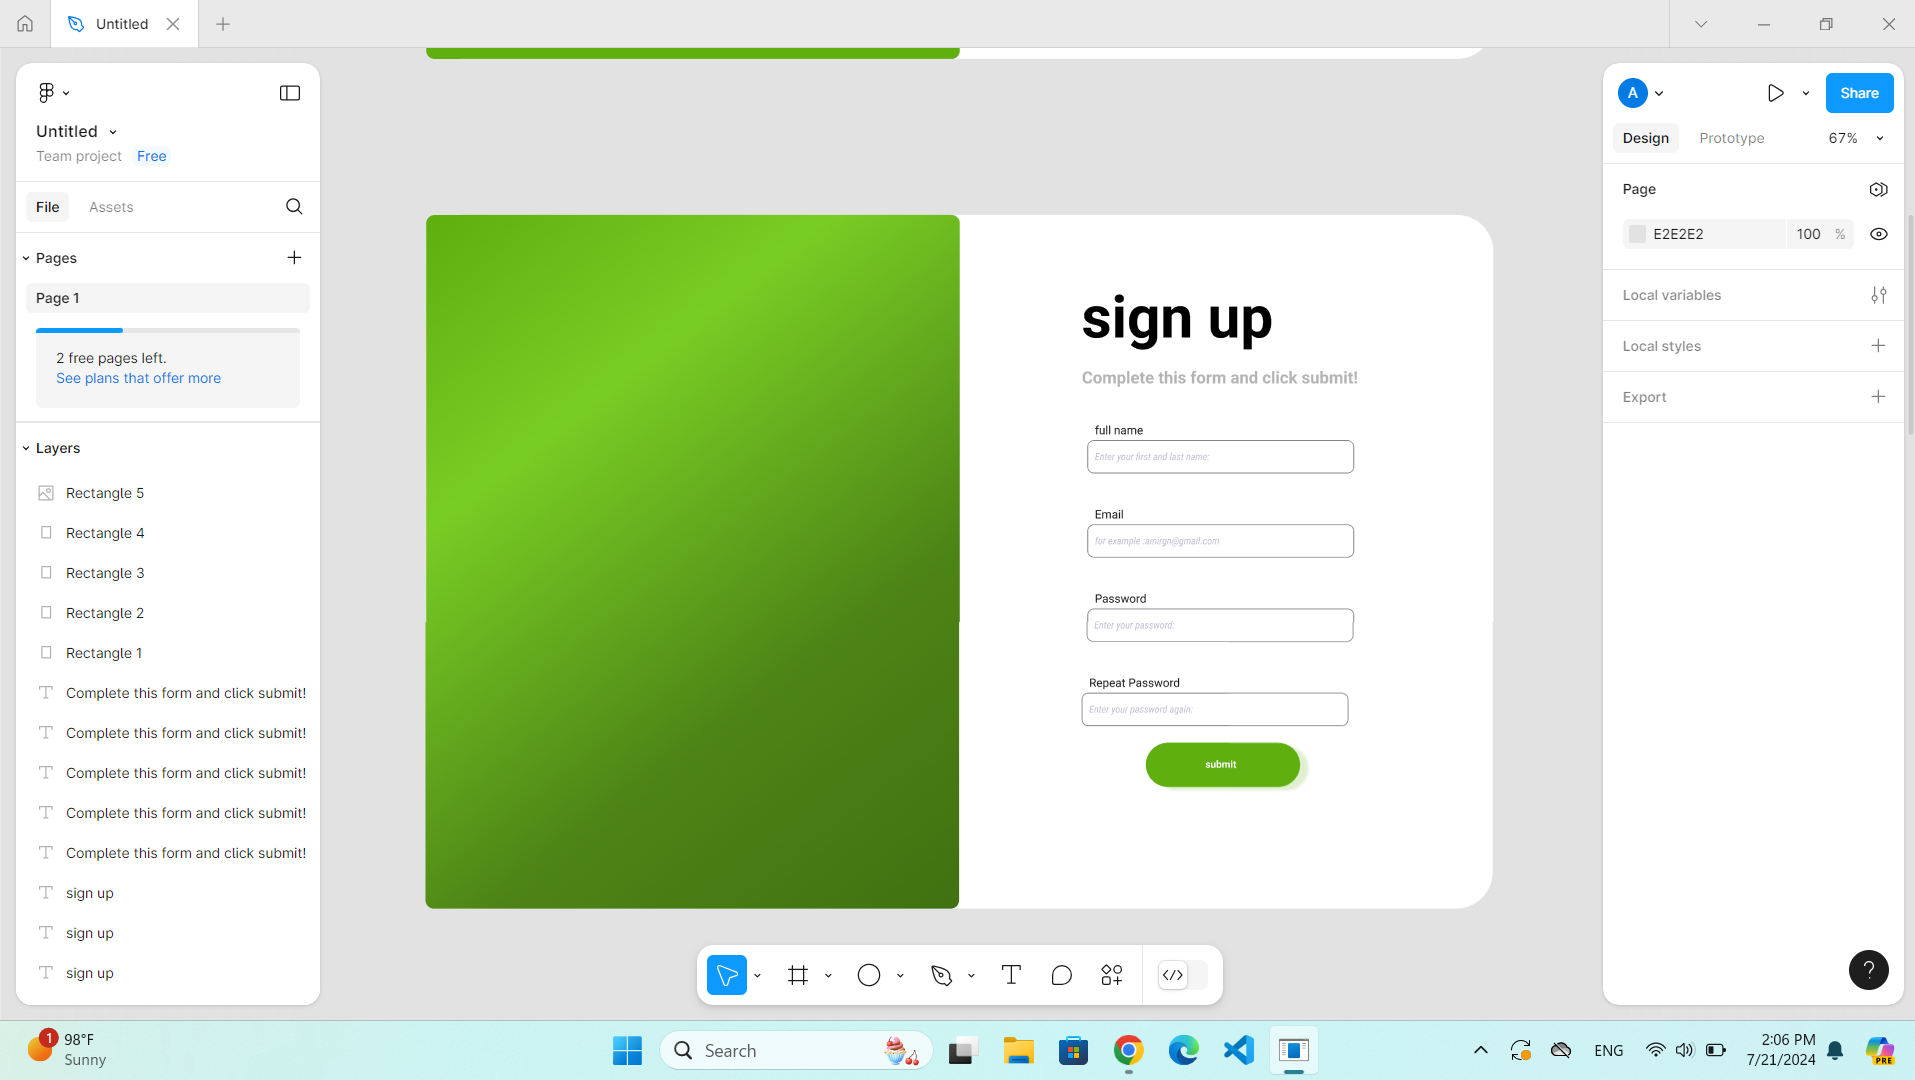 Untitled
Untitled
Team project Free
File Assets
Pages
Page 1
2 free pages left.
See plans that offer more
Layers
Rectangle 5
Rectangle 4
Rectangle 3
Rectangle 2
Rectangle 1
Complete this form and click submit!
Complete this form and click submit!
Complete this form and click submit!
Complete this form and click submit!
Complete this form and click submit!
sign up
sign up
sign up
sign up
Complete this form and click submit!
full name
Enter your first and last name:
Email
for example :amirgn@gmail.com
Password
Enter your password:
Repeat Password
Enter your password again:
submit
A
Share
Design Prototype 67%
Page
E2E2E2 100 %
Local variables
Local styles
Export
?
1
98°F
Sunny
Search
ENG
2:06 PM
7/21/2024
PRE